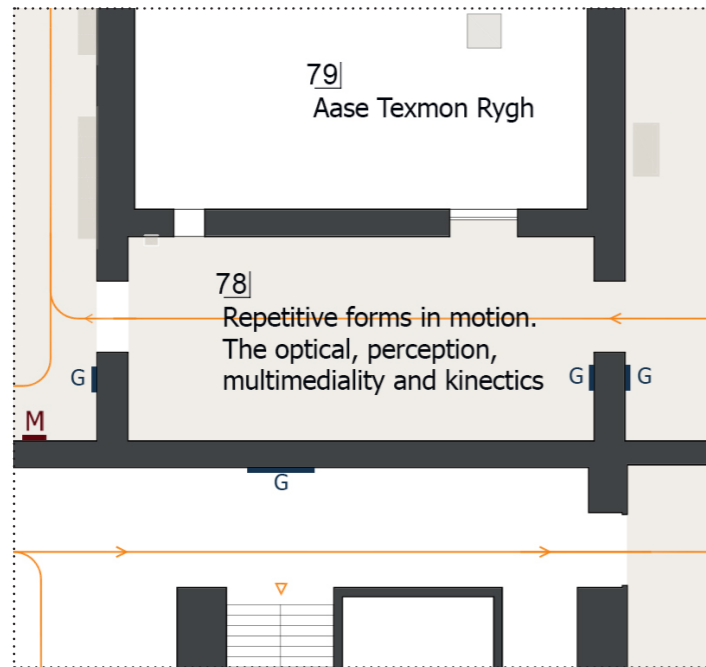 79
Aase Texmon Rygh
78
Repetitive forms in motion.
The optical, perception,
multimediality and kinectics
G
G
G
M
G